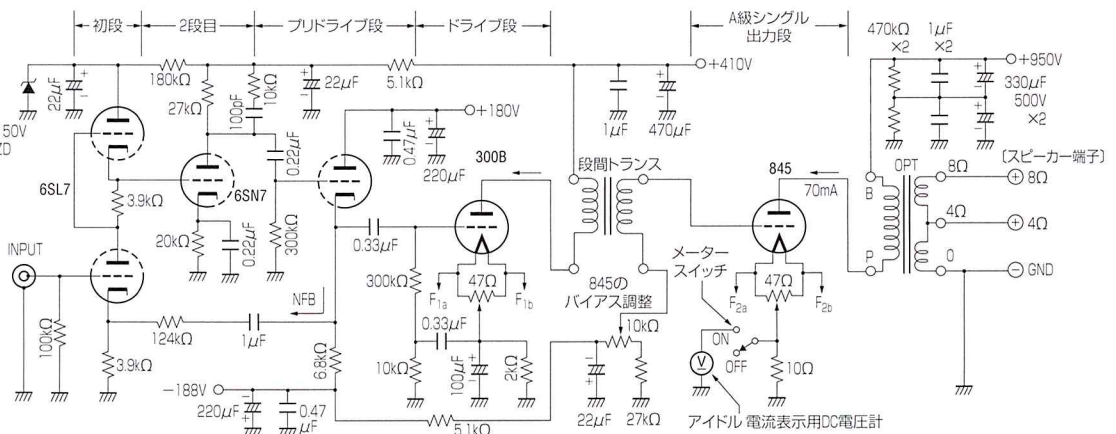 初段
2段目
プリドライブ段
ドライブ段
A級シングル
出力段
180kΩ
22μF
27kΩ
100pF
10kΩ
22μF
5.1kΩ
+410V
1μF
470μF
470kΩ
×2
1μF
×2
+950V
330μF
500V
×2
50V
ZD
+180V
0.47μF
220μF
0.22μF
6SL7
6SN7
3.9kΩ
20kΩ
0.22μF
300kΩ
0.33μF
300B
段間トランス
845
70mA
OPT
B
P
8Ω
4Ω
0
[スピーカー端子]
8Ω
4Ω
GND
INPUT
100kΩ
3.9kΩ
124kΩ
1μF
NFB
300kΩ
0.33μF
F1a
47Ω
F1b
845の
バイアス調整
10kΩ
メーター
スイッチ
ON
OFF
V
F2a
47Ω
F2b
10Ω
-188V
220μF
0.47
μF
6.8kΩ
10kΩ
100μF
2kΩ
5.1kΩ
22μF
27kΩ
アイドル電流表示用DC電圧計